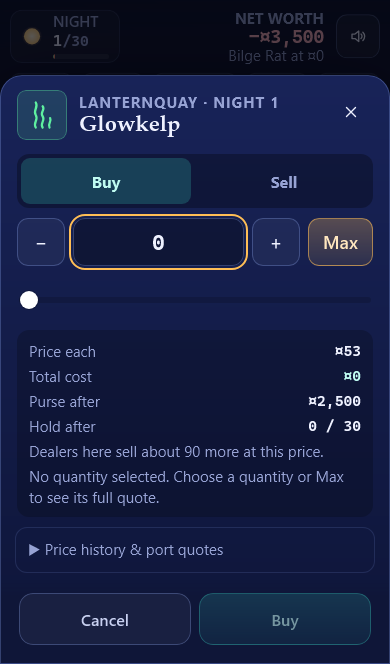 NIGHT
1/30
NET WORTH
−¤3,500
Bilge Rat at ¤0
LANTERNQUAY · NIGHT 1
Glowkelp
×
Buy
Sell
−
0
+
Max
Price each ¤53
Total cost ¤0
Purse after ¤2,500
Hold after 0 / 30
Dealers here sell about 90 more at this price.
No quantity selected. Choose a quantity or Max
to see its full quote.
▶ Price history & port quotes
Cancel
Buy